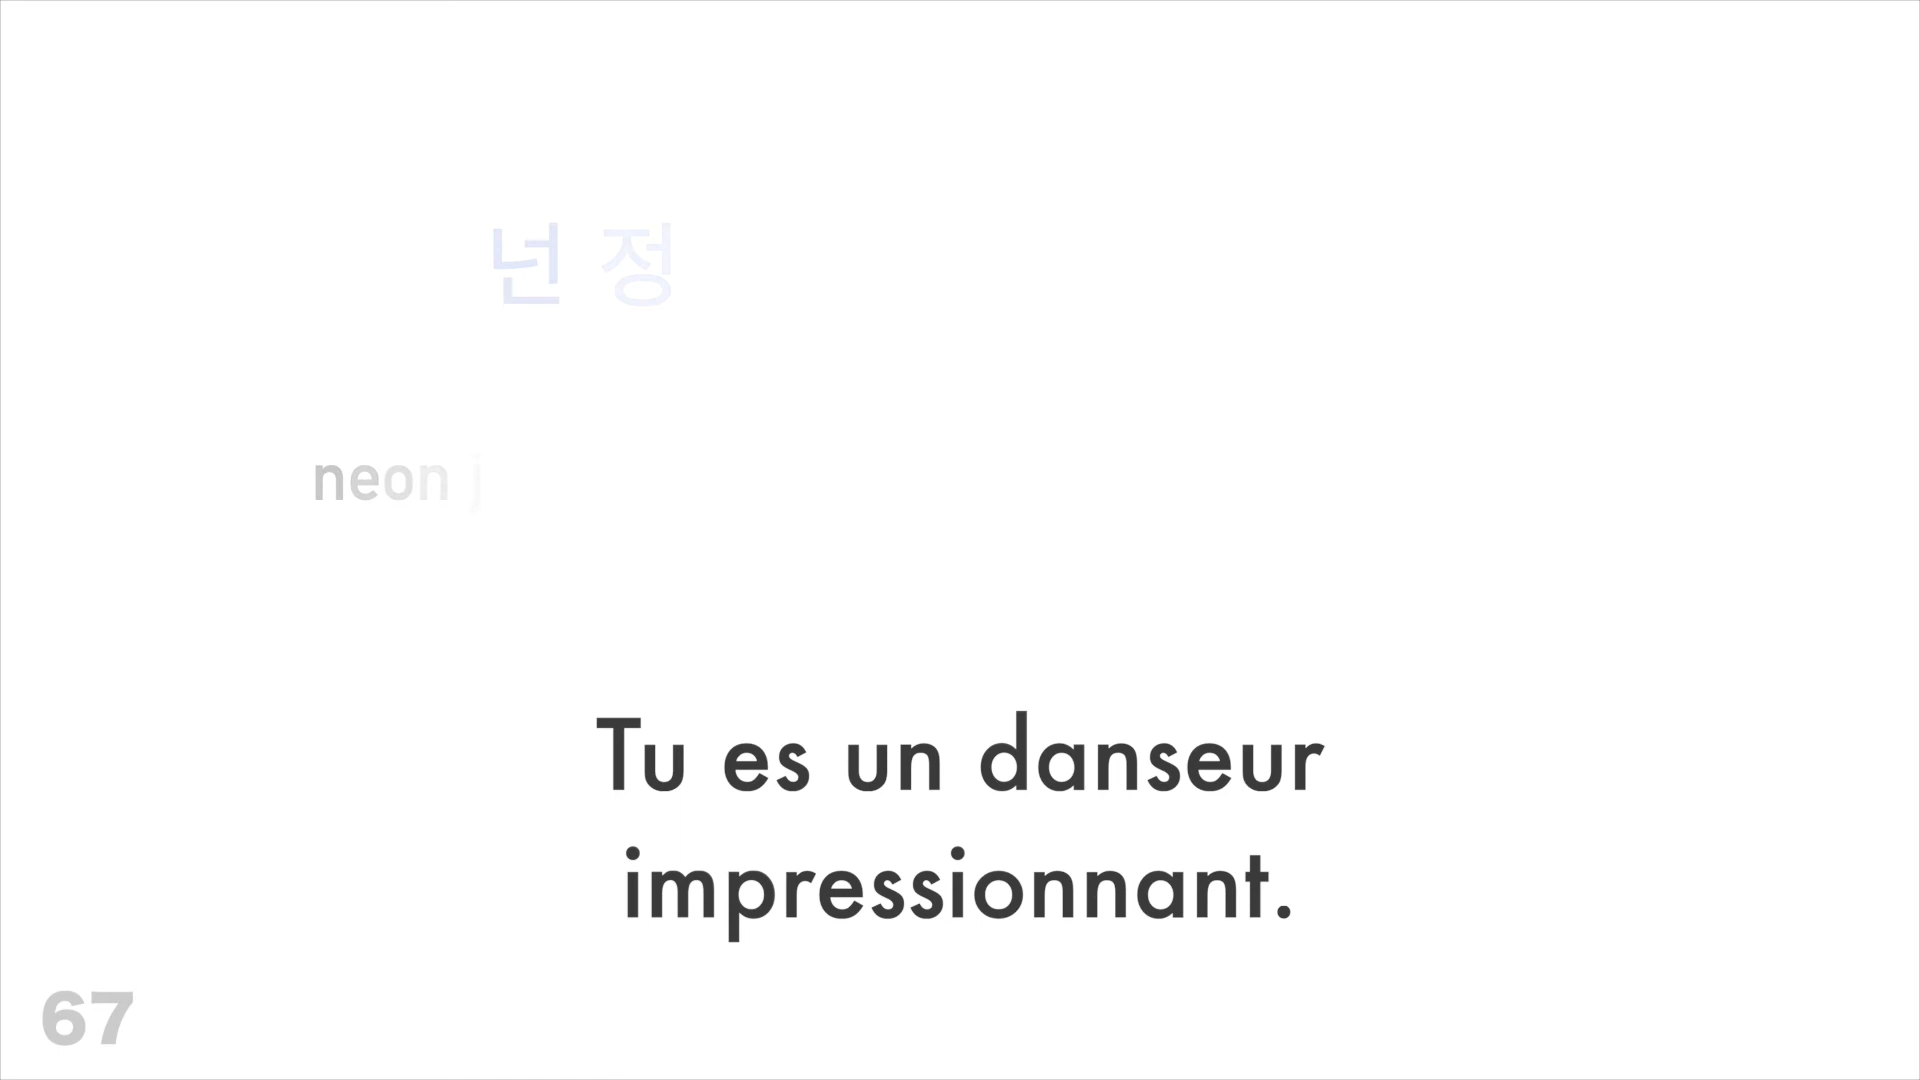 넌 정
neon j
Tu es un danseur
impressionnant.
67